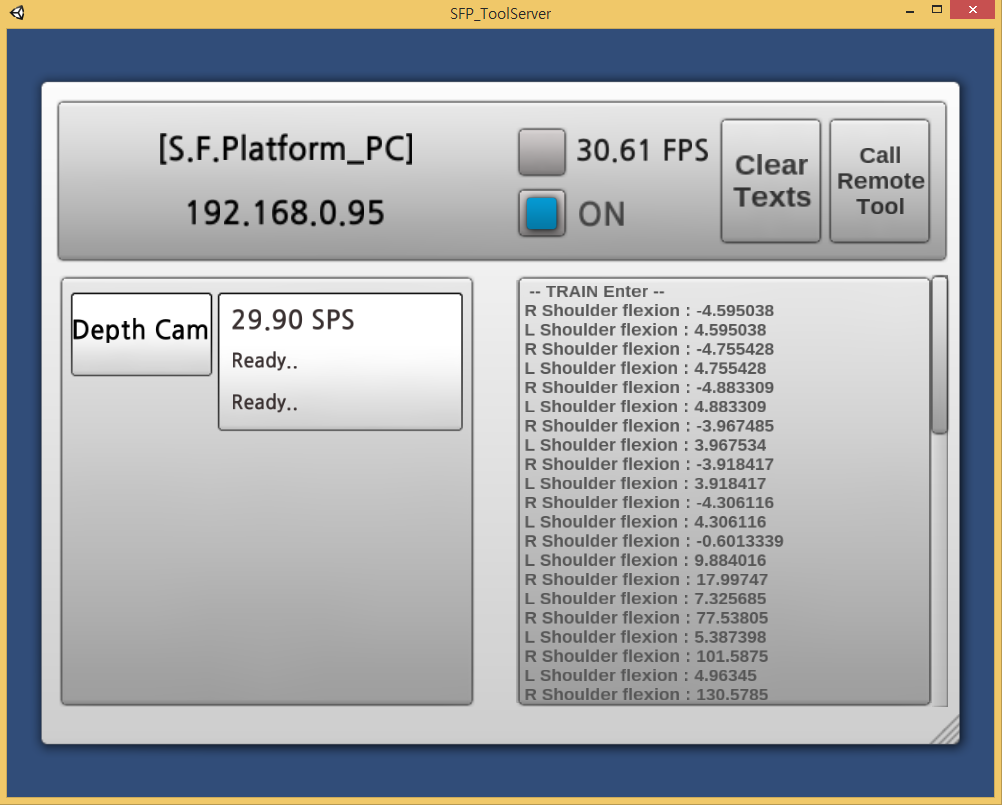 SFP_ToolServer
[S.F.Platform_PC]
192.168.0.95
30.61 FPS
ON
Clear
Texts
Call
Remote
Tool
Depth Cam
29.90 SPS
Ready..
Ready..
-- TRAIN Enter --
R Shoulder flexion : -4.595038
L Shoulder flexion : 4.595038
R Shoulder flexion : -4.755428
L Shoulder flexion : 4.755428
R Shoulder flexion : -4.883309
L Shoulder flexion : 4.883309
R Shoulder flexion : -3.967485
L Shoulder flexion : 3.967534
R Shoulder flexion : -3.918417
L Shoulder flexion : 3.918417
R Shoulder flexion : -4.306116
L Shoulder flexion : 4.306116
R Shoulder flexion : -0.6013339
L Shoulder flexion : 9.884016
R Shoulder flexion : 17.99747
L Shoulder flexion : 7.325685
R Shoulder flexion : 77.53805
L Shoulder flexion : 5.387398
R Shoulder flexion : 101.5875
L Shoulder flexion : 4.96345
R Shoulder flexion : 130.5785